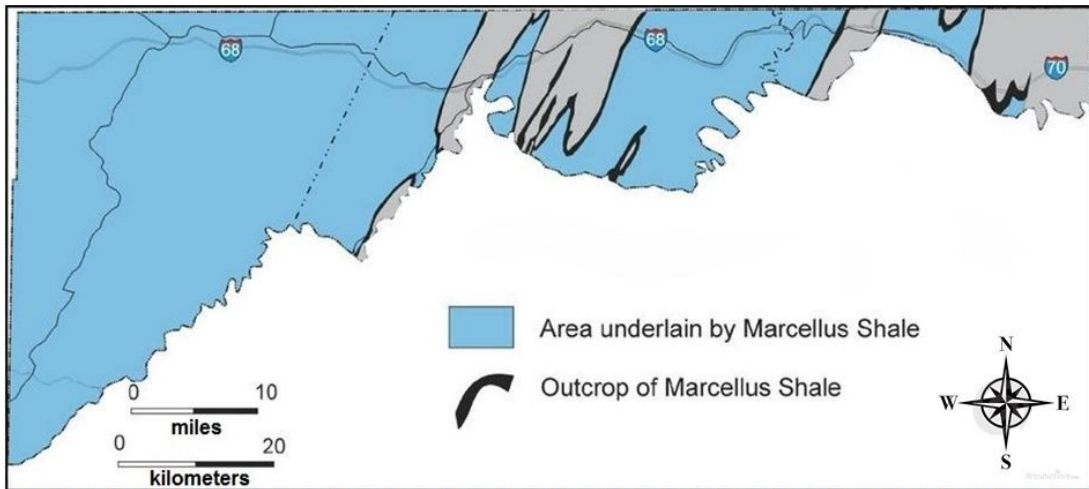 68
68
70
Area underlain by Marcellus Shale
Outcrop of Marcellus Shale
0 10
miles
0 20
kilometers
N
W E
S